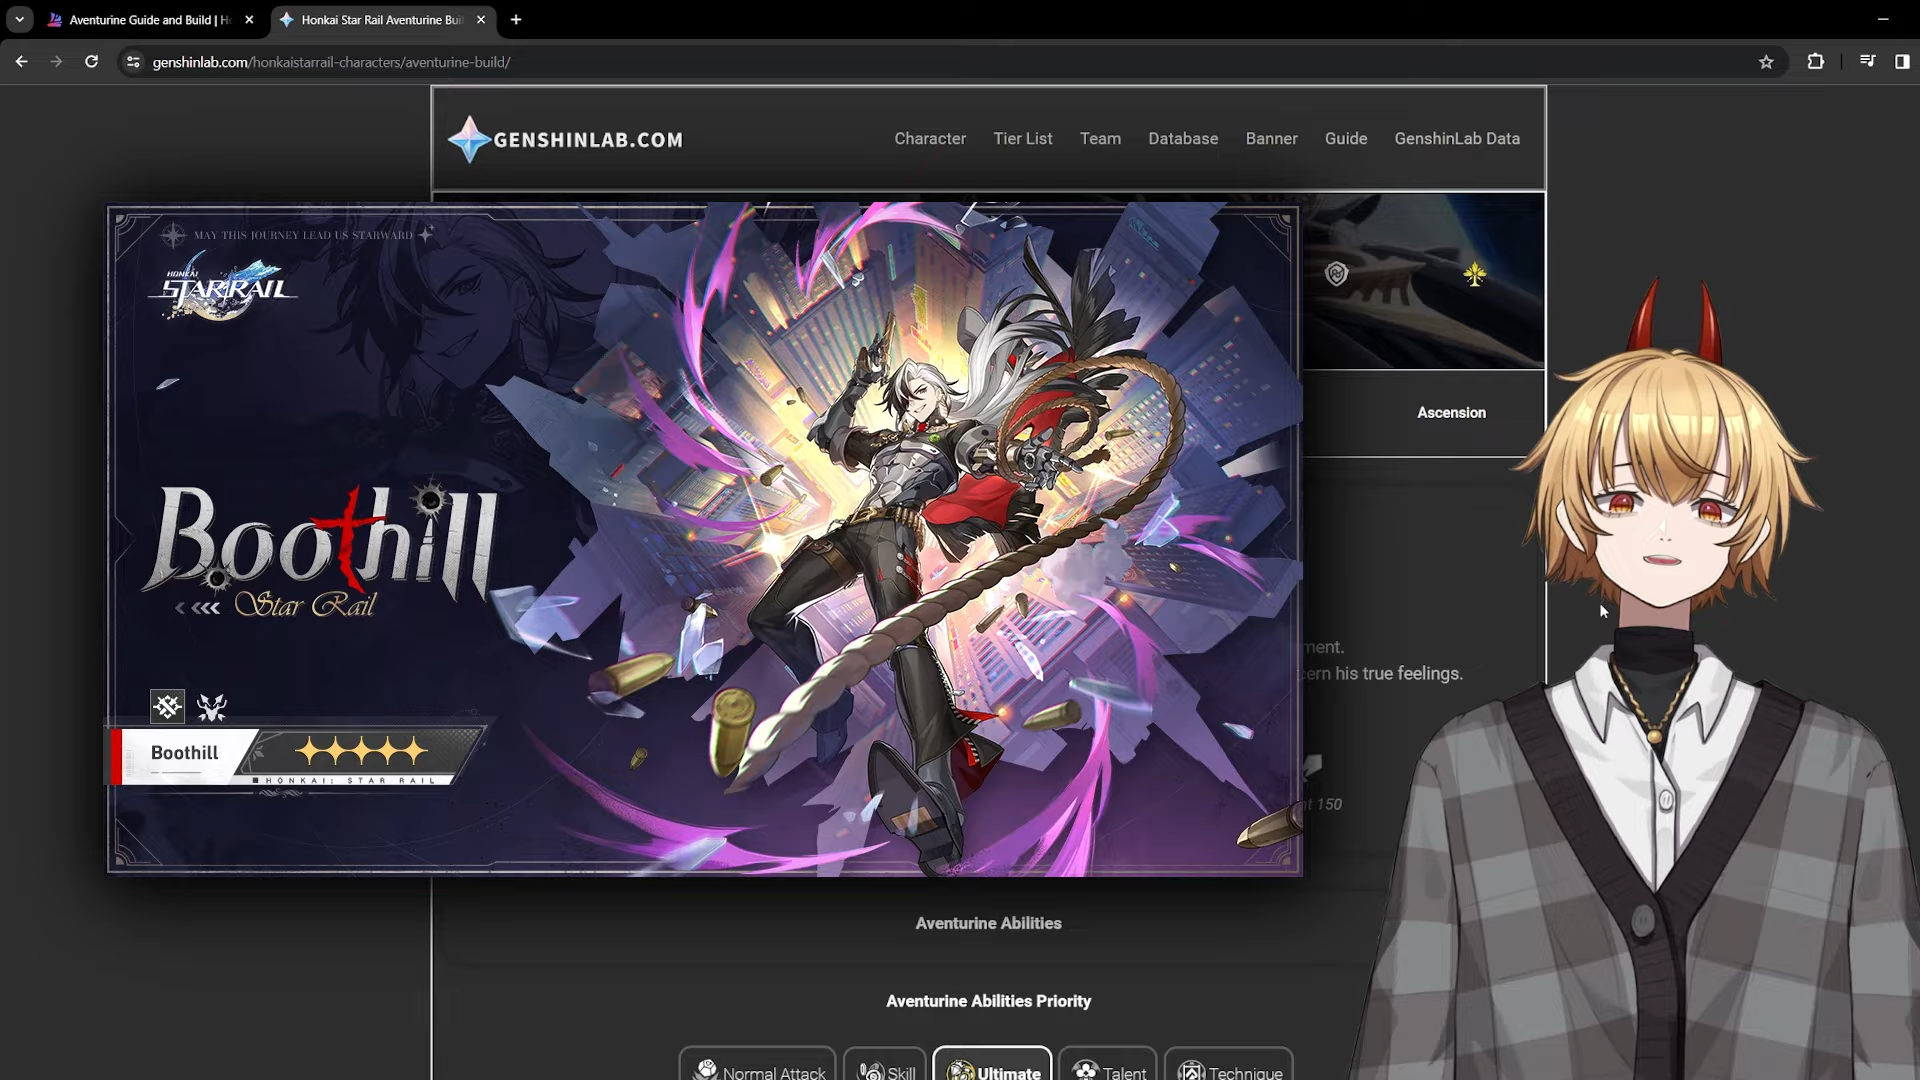 Aventurine Guide and Build | H
Honkai Star Rail Aventurine Buil
genshinlab.com/honkaistarrail-characters/aventurine-build/
GENSHINLAB.COM
Character
Tier List
Team
Database
Banner
Guide
GenshinLab Data
MAY THIS JOURNEY LEAD US STARWARD
HONKAI
STAR RAIL
Ascension
Boothill
Star Rail
ment.
cern his true feelings.
Boothill
HONKAI: STAR RAIL
nt 150
Aventurine Abilities
Aventurine Abilities Priority
Normal Attack
Skill
Ultimate
Talent
Technique